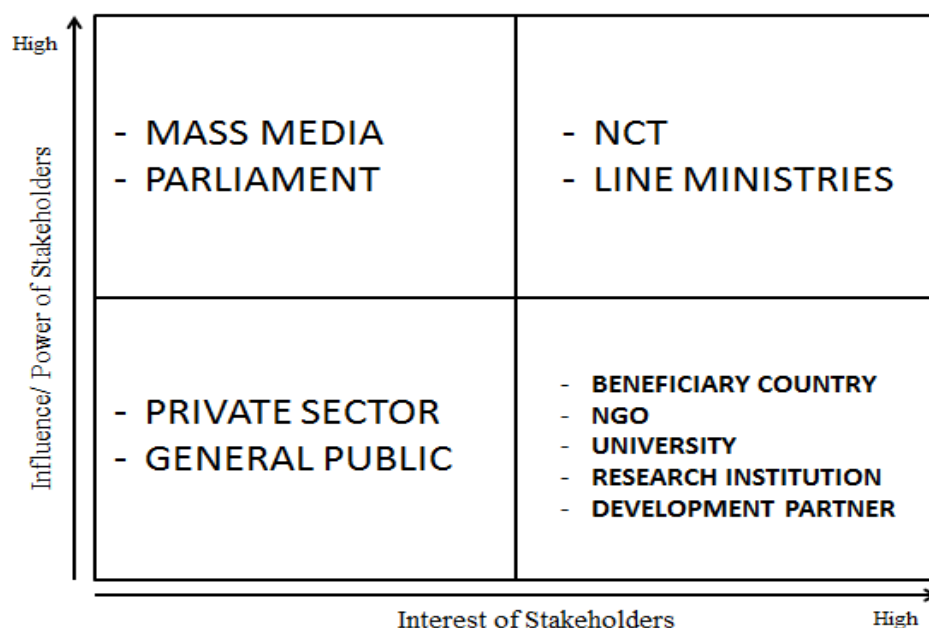 High
Influence/ Power of Stakeholders
- MASS MEDIA
- PARLIAMENT
- NCT
- LINE MINISTRIES
- PRIVATE SECTOR
- GENERAL PUBLIC
- BENEFICIARY COUNTRY
- NGO
- UNIVERSITY
- RESEARCH INSTITUTION
- DEVELOPMENT PARTNER
Interest of Stakeholders
High